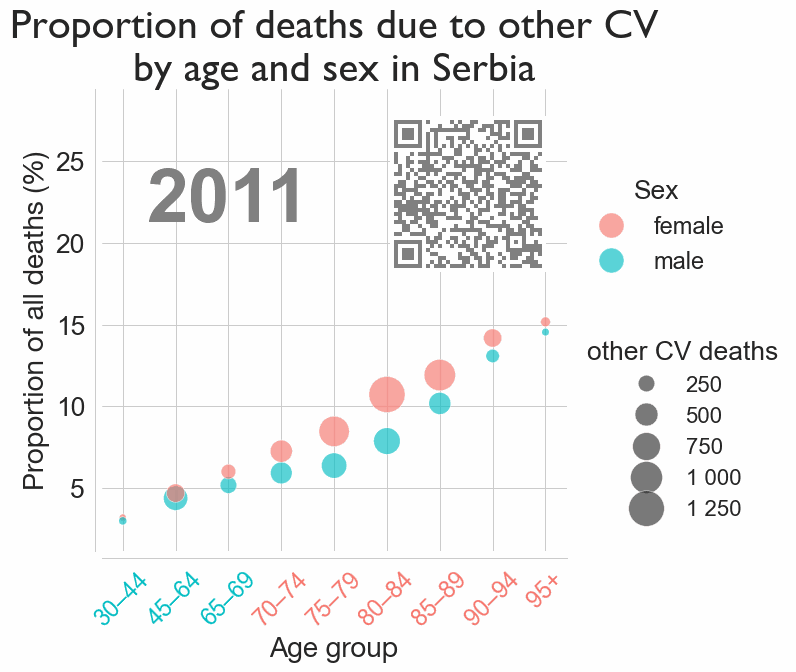 Proportion of deaths due to other CV
by age and sex in Serbia
2011
Proportion of all deaths (%)
25
20
15
10
5
30–44
45–64
65–69
70–74
75–79
80–84
85–89
90–94
95+
Age group
Sex
female
male
other CV deaths
250
500
750
1 000
1 250